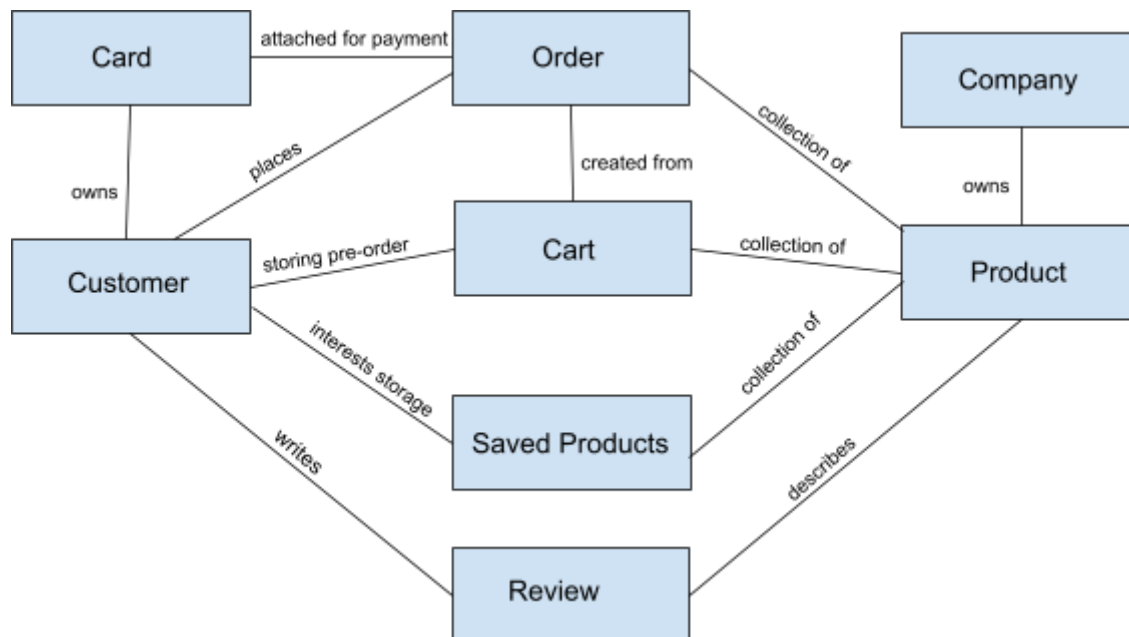 Card
attached for payment
Order
Company
collection of
places
created from
owns
owns
Customer
storing pre-order
Cart
collection of
Product
interests storage
collection of
Saved Products
writes
describes
Review